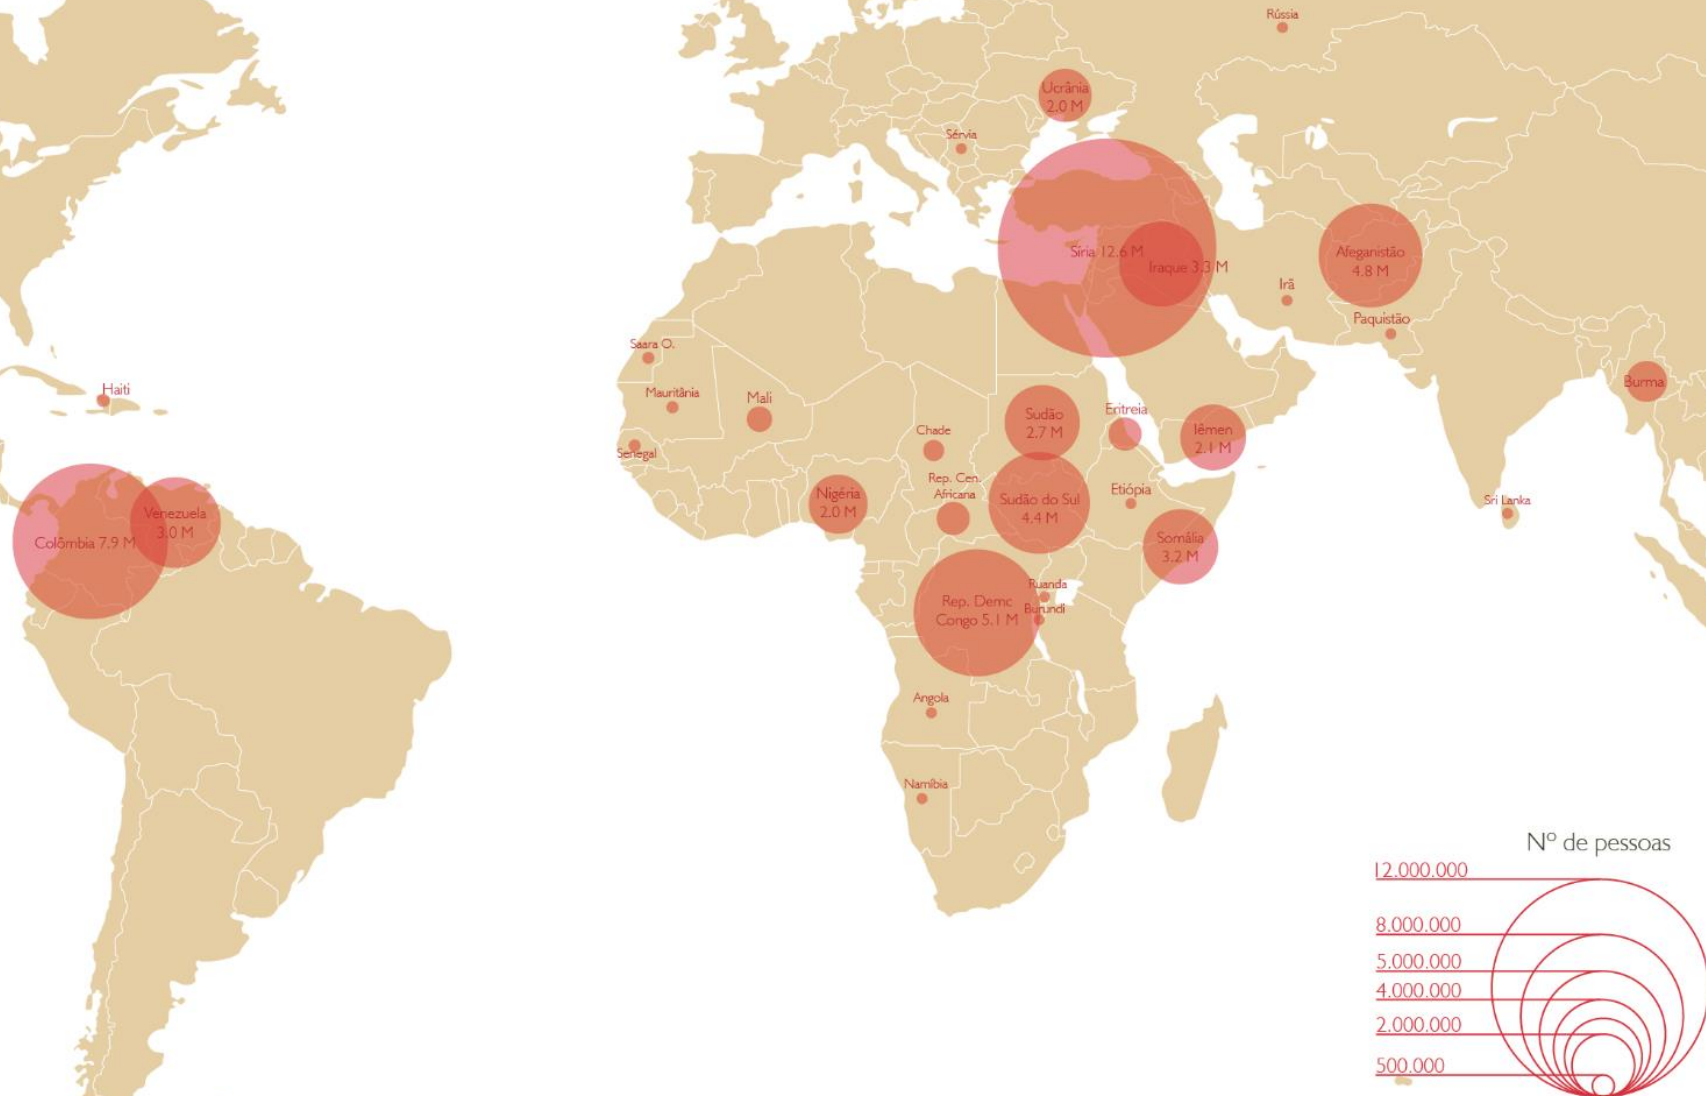 Rússia
Ucrânia
2.0 M
Sérvia
Síria 12.6 M
Iraque 3.3 M
Afeganistão
4.8 M
Irã
Paquistão
Saara O.
Haiti
Mauritânia
Mali
Burma
Sudão
2.7 M
Eritreia
Iêmen
2.1 M
Chade
Senegal
Rep. Cen.
Africana
Nigéria
2.0 M
Sudão do Sul
4.4 M
Etiópia
Sri Lanka
Venezuela
3.0 M
Colômbia 7.9 M
Somália
3.2 M
Ruanda
Rep. Demc
Congo 5.1 M
Burundi
Angola
Namíbia
Nº de pessoas
12.000.000
8.000.000
5.000.000
4.000.000
2.000.000
500.000